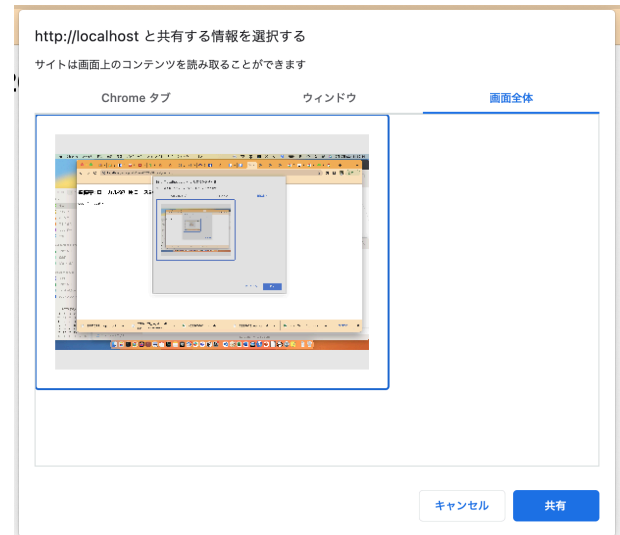 http://localhost と共有する情報を選択する
サイトは画面上のコンテンツを読み取ることができます
Chrome タブ
ウィンドウ
画面全体
キャンセル
共有